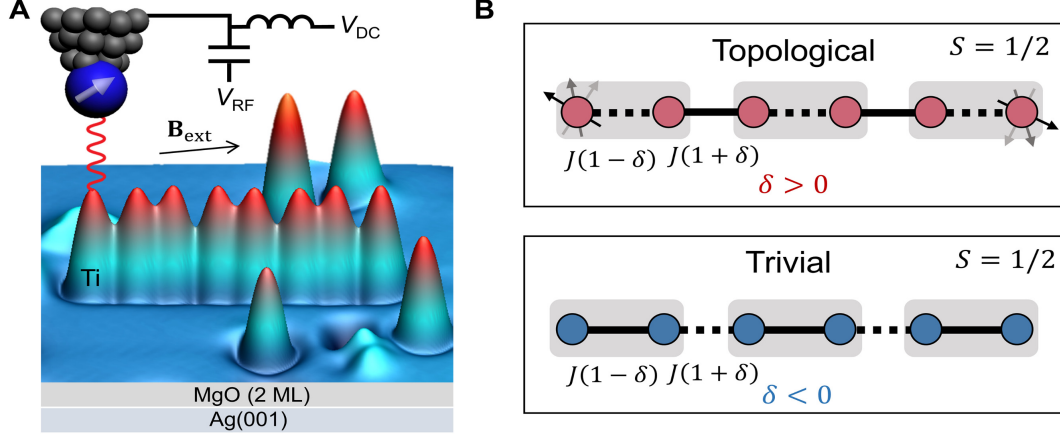 A
V_DC
V_RF
B_ext
Ti
MgO (2 ML)
Ag(001)
B
Topological
S = 1/2
J(1 − δ) J(1 + δ)
δ > 0
Trivial
S = 1/2
J(1 − δ) J(1 + δ)
δ < 0